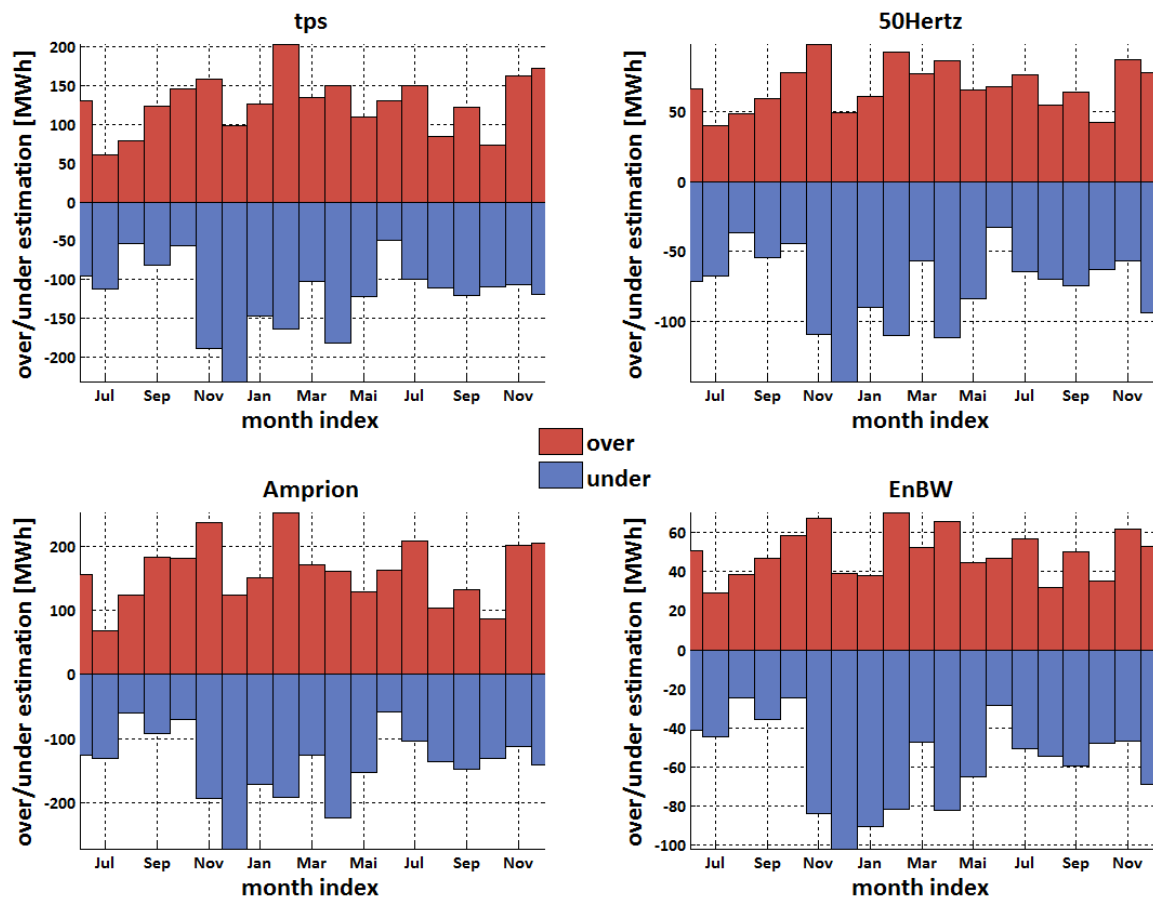 tps
over/under estimation [MWh]
200
150
100
50
0
-50
-100
-150
-200
Jul Sep Nov Jan Mar Mai Jul Sep Nov
month index
50Hertz
over/under estimation [MWh]
50
0
-50
-100
Jul Sep Nov Jan Mar Mai Jul Sep Nov
month index
over
under
Amprion
over/under estimation [MWh]
200
100
0
-100
-200
Jul Sep Nov Jan Mar Mai Jul Sep Nov
month index
EnBW
over/under estimation [MWh]
60
40
20
0
-20
-40
-60
-80
-100
Jul Sep Nov Jan Mar Mai Jul Sep Nov
month index